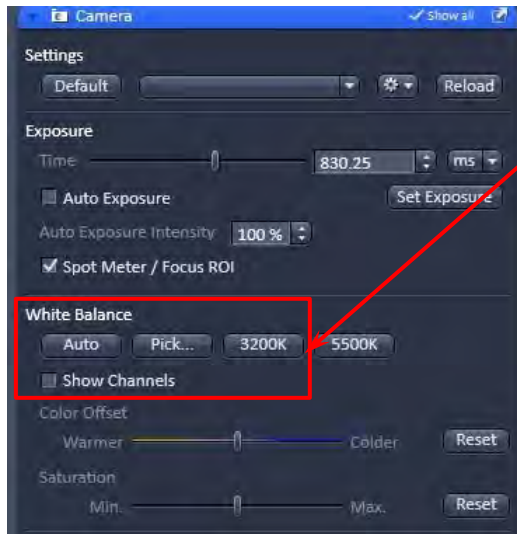 Camera Show all
Settings
Default Reload
Exposure
Time 830.25 ms
Auto Exposure Set Exposure
Auto Exposure Intensity 100 %
Spot Meter / Focus ROI
White Balance
Auto Pick... 3200K 5500K
Show Channels
Color Offset
Warmer Colder Reset
Saturation
Min. Max. Reset